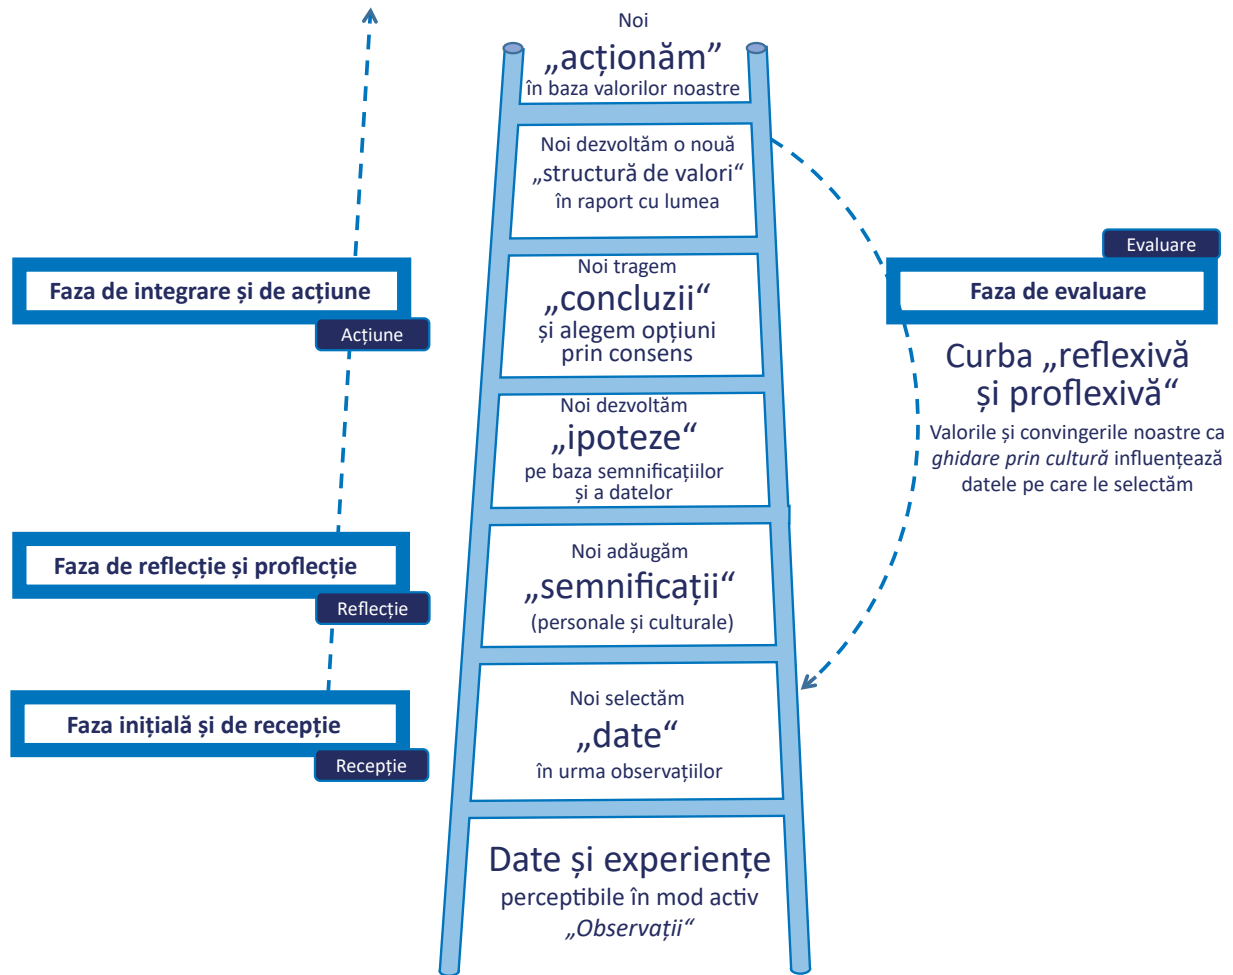 Noi
„acționăm”
în baza valorilor noastre
Noi dezvoltăm o nouă
„structură de valori“
în raport cu lumea
Noi tragem
„concluzii“
și alegem opțiuni
prin consens
Noi dezvoltăm
„ipoteze“
pe baza semnificațiilor
și a datelor
Noi adăugăm
„semnificații“
(personale și culturale)
Noi selectăm
„date“
în urma observațiilor
Date și experiențe
perceptibile în mod activ
„Observații“
Faza de integrare și de acțiune
Acțiune
Faza de reflecție și proflecție
Reflecție
Faza inițială și de recepție
Recepție
Evaluare
Faza de evaluare
Curba „reflexivă
și proflexivă“
Valorile și convingerile noastre ca
ghidare prin cultură influențează
datele pe care le selectăm